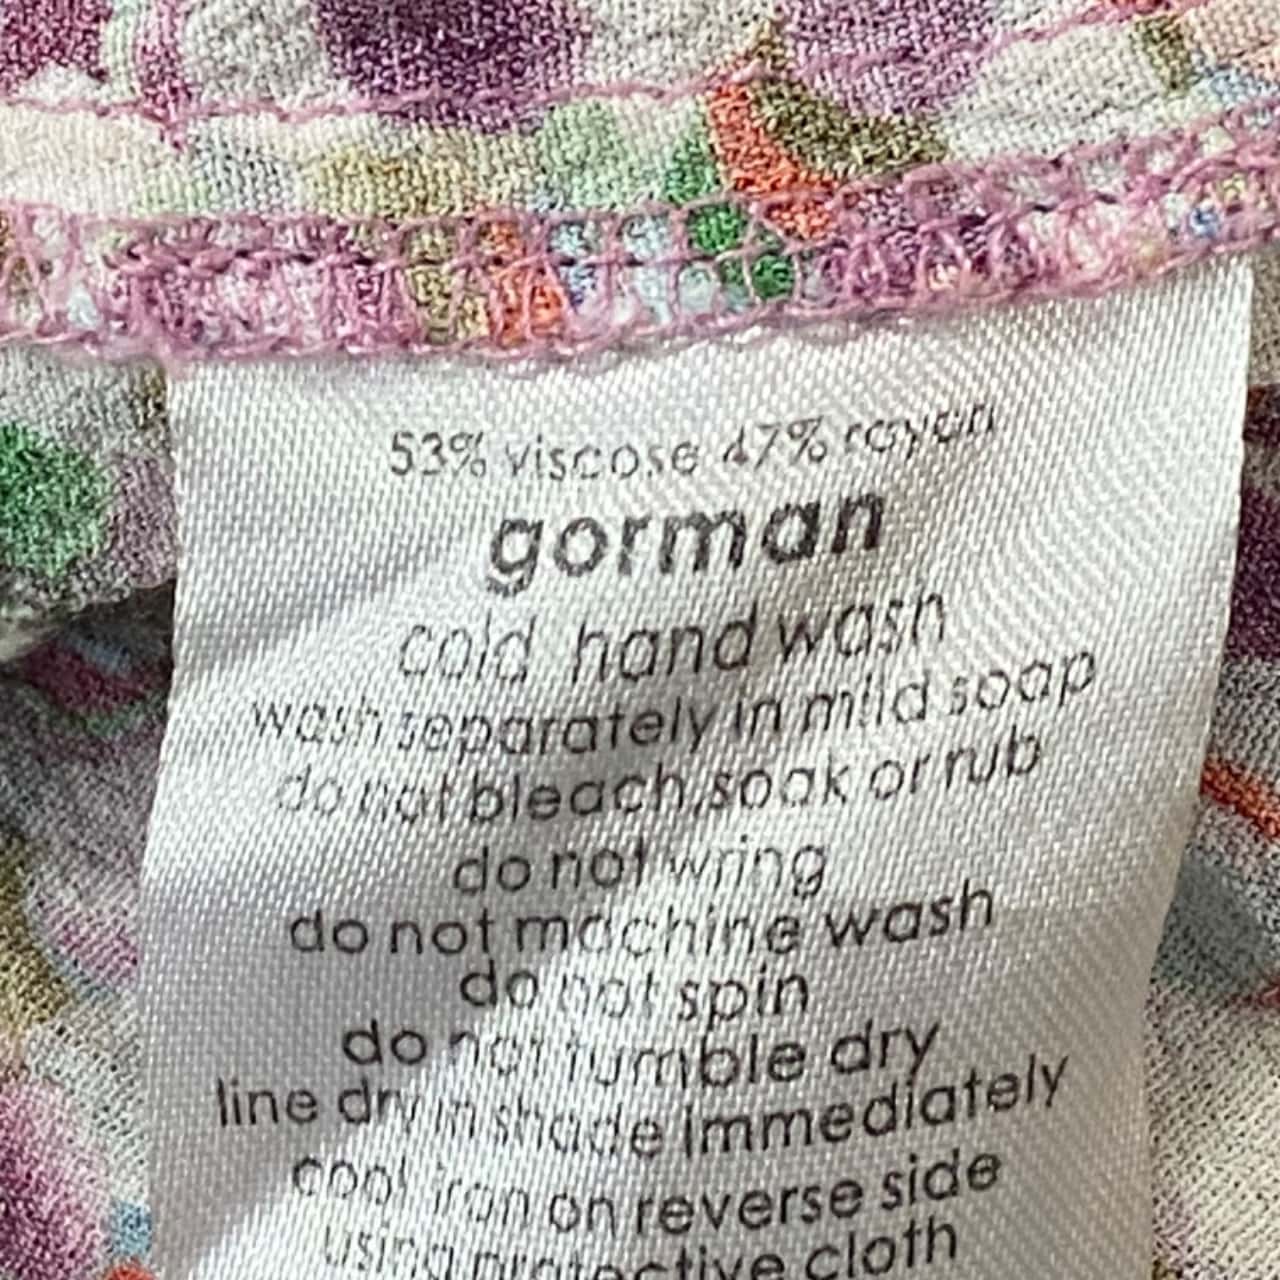 53% viscose 47% rayon
gorman
cold hand wash
wash separately in mild soap
do not bleach,soak or rub
do not wring
do not machine wash
do not spin
do not tumble dry
line dry in shade immediately
cool iron on reverse side
using protective cloth